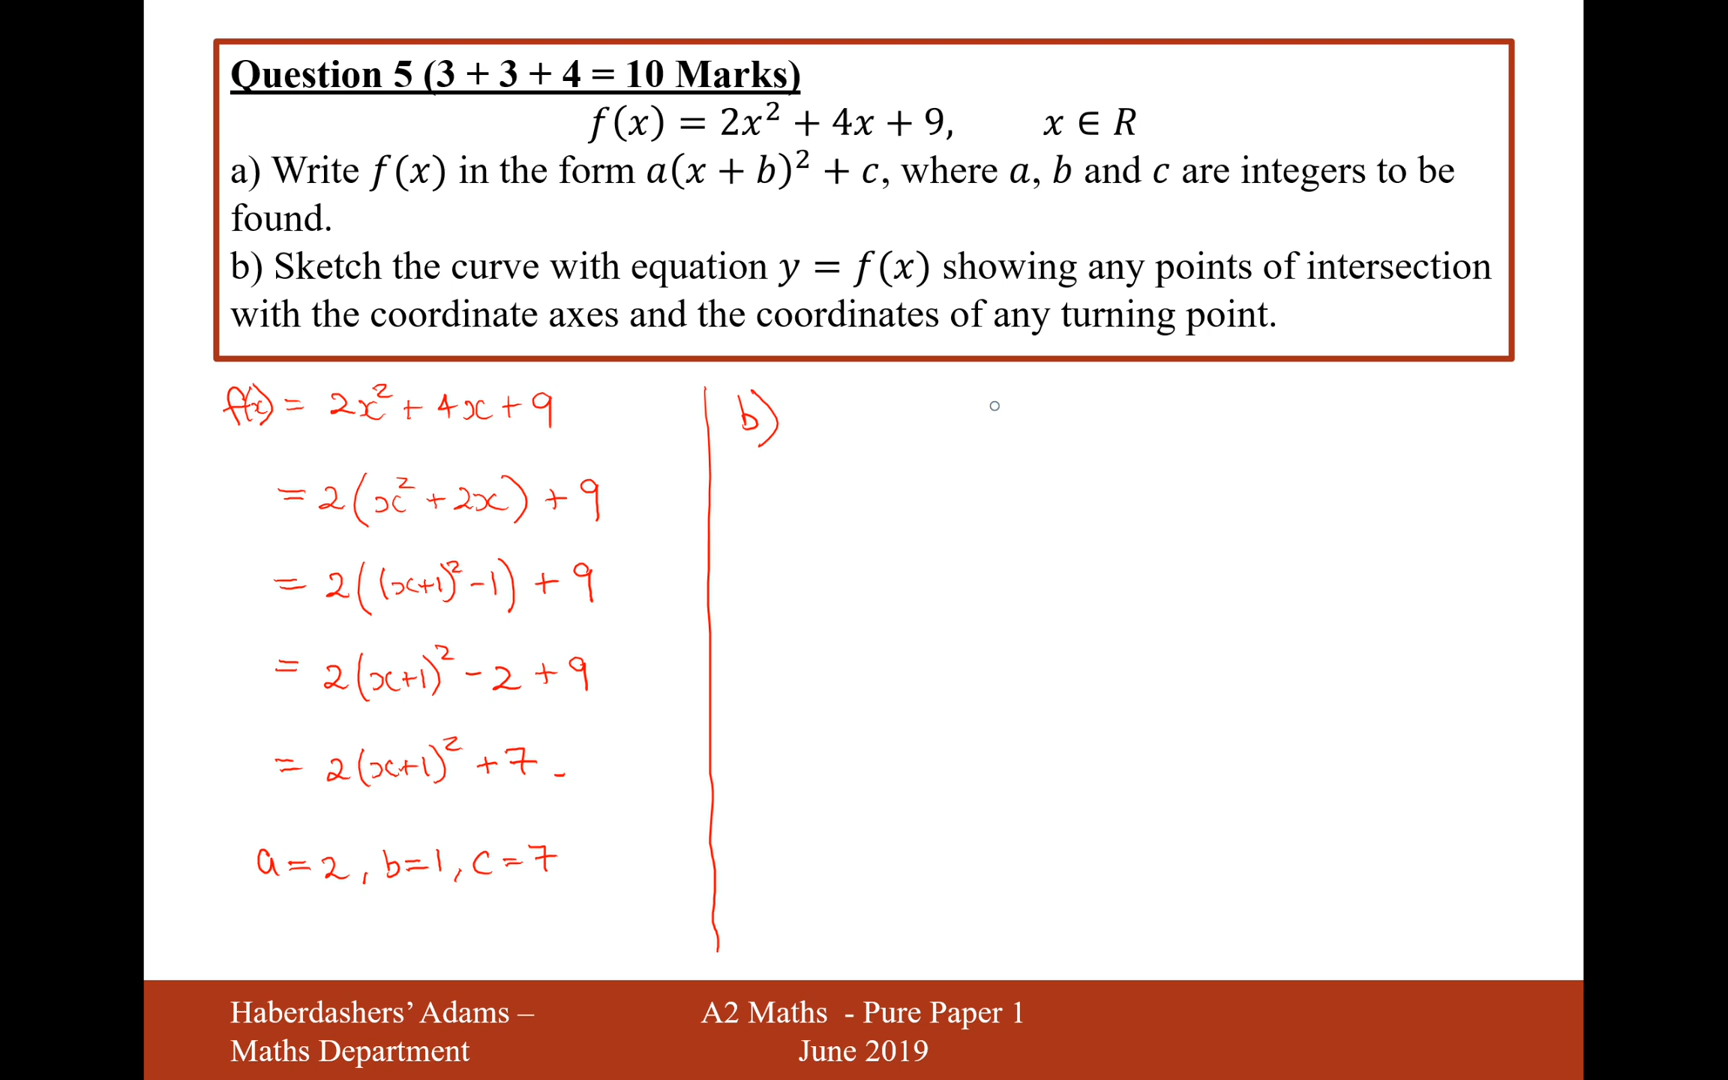 Question 5 (3 + 3 + 4 = 10 Marks)
f(x) = 2x² + 4x + 9, x ∈ R
a) Write f(x) in the form a(x + b)² + c, where a, b and c are integers to be
found.
b) Sketch the curve with equation y = f(x) showing any points of intersection
with the coordinate axes and the coordinates of any turning point.
f(x) = 2x² + 4x + 9
= 2(x² + 2x) + 9
= 2((x+1)² - 1) + 9
= 2(x+1)² - 2 + 9
= 2(x+1)² + 7 -
a = 2, b = 1, c = 7
b)
Haberdashers’ Adams –
Maths Department
A2 Maths - Pure Paper 1
June 2019